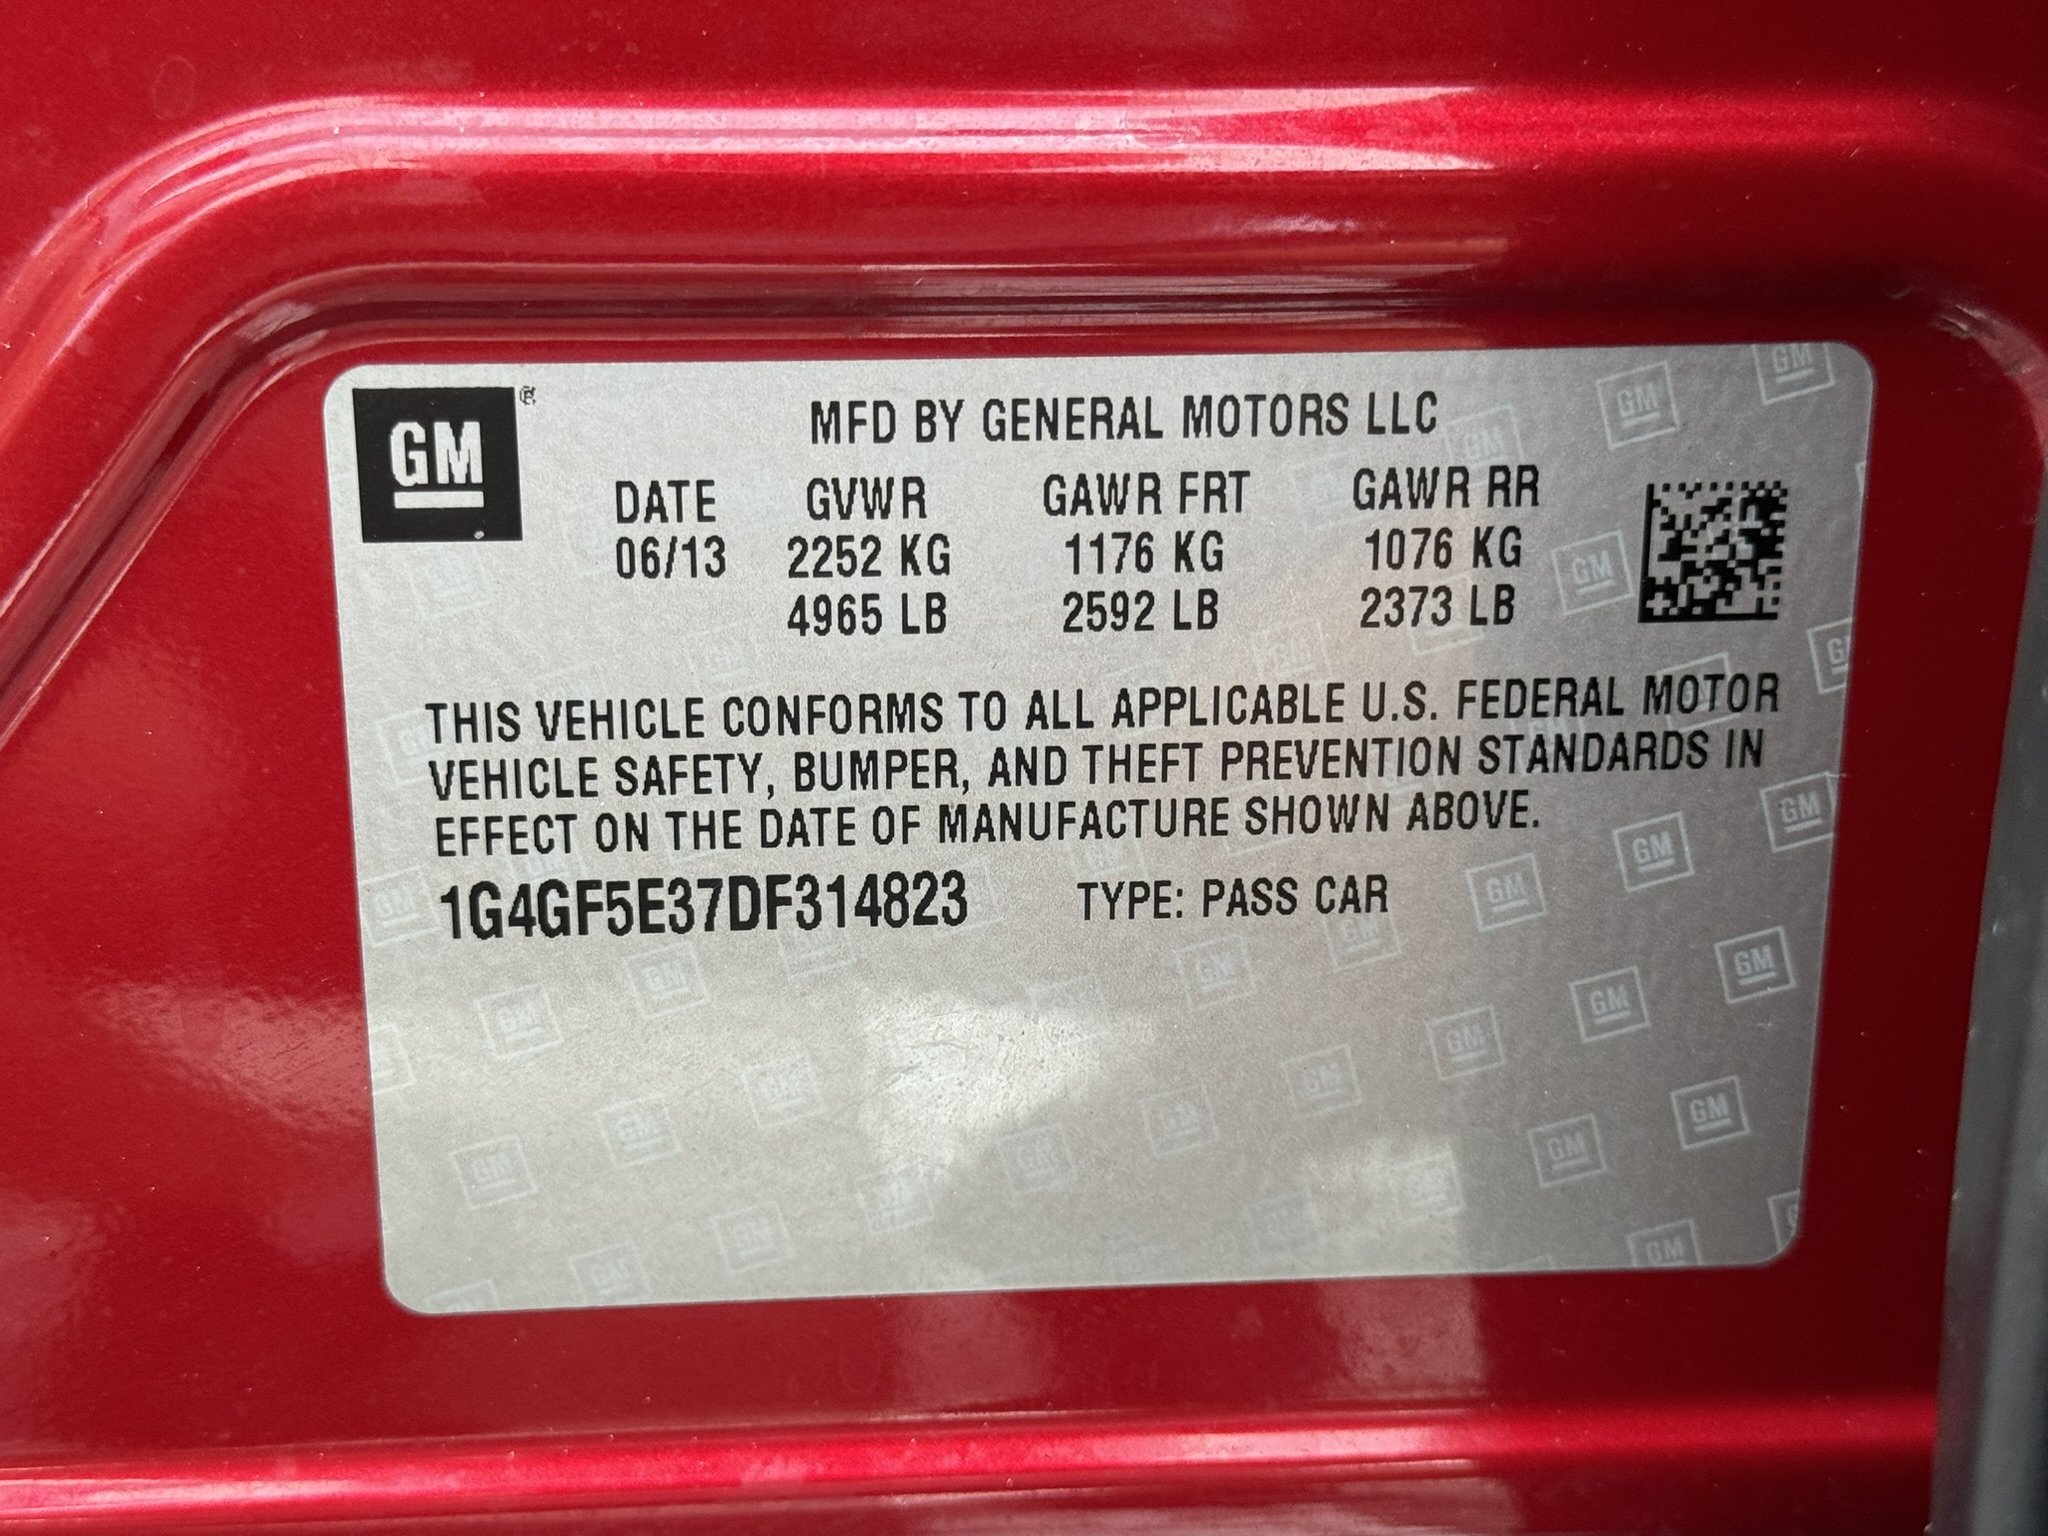 GM
MFD BY GENERAL MOTORS LLC
DATE GVWR GAWR FRT GAWR RR
06/13 2252 KG 1176 KG 1076 KG
4965 LB 2592 LB 2373 LB
THIS VEHICLE CONFORMS TO ALL APPLICABLE U.S. FEDERAL MOTOR
VEHICLE SAFETY, BUMPER, AND THEFT PREVENTION STANDARDS IN
EFFECT ON THE DATE OF MANUFACTURE SHOWN ABOVE.
1G4GF5E37DF314823 TYPE: PASS CAR